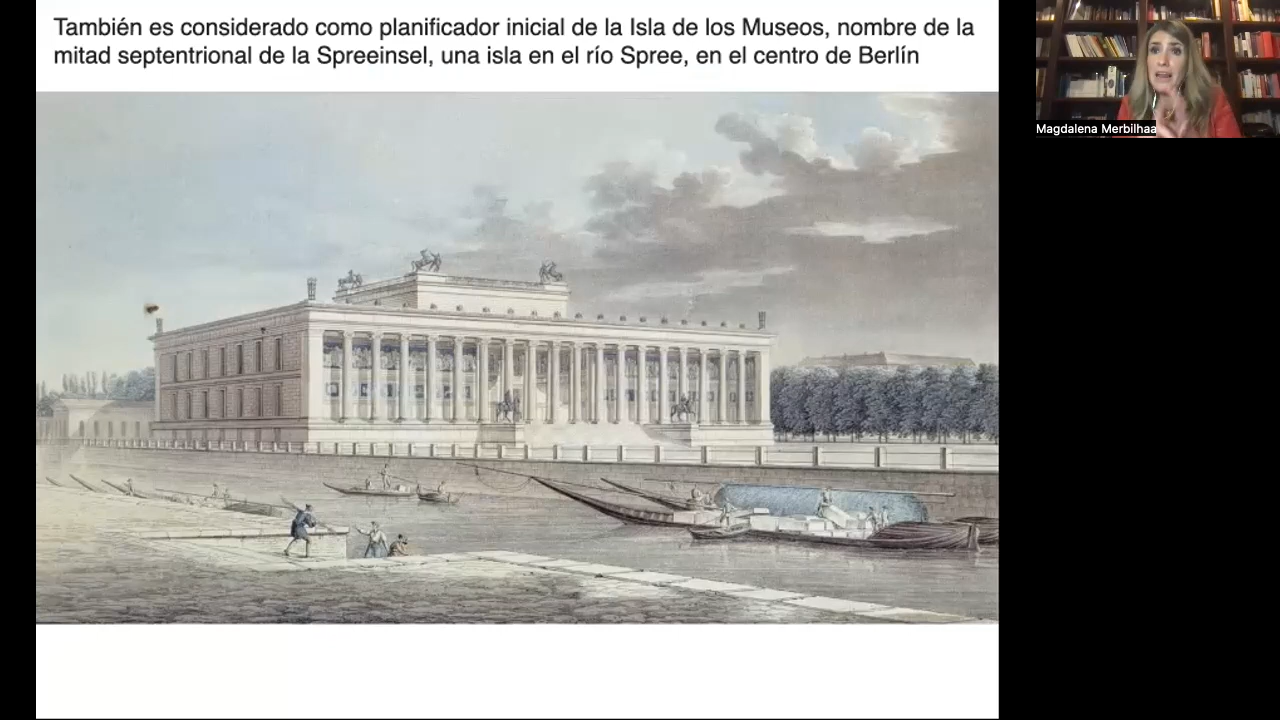 También es considerado como planificador inicial de la Isla de los Museos, nombre de la
mitad septentrional de la Spreeinsel, una isla en el río Spree, en el centro de Berlín
Magdalena Merbilhaa